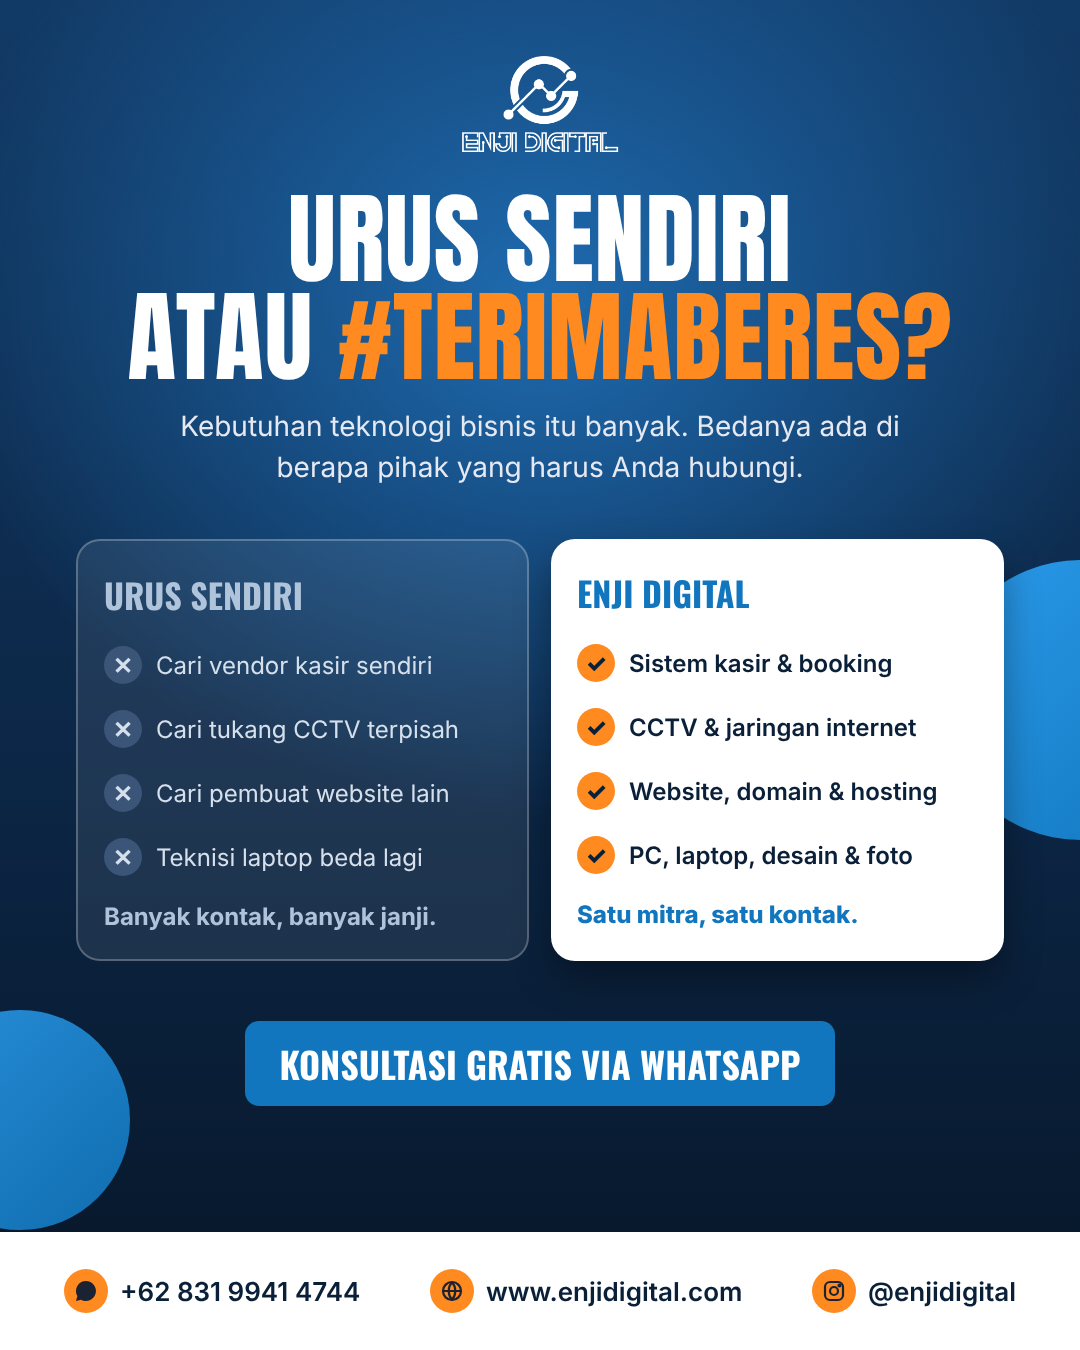 ENJI DIGITAL
URUS SENDIRI
ATAU #TERIMABERES?
Kebutuhan teknologi bisnis itu banyak. Bedanya ada di
berapa pihak yang harus Anda hubungi.
URUS SENDIRI
Cari vendor kasir sendiri
Cari tukang CCTV terpisah
Cari pembuat website lain
Teknisi laptop beda lagi
Banyak kontak, banyak janji.
ENJI DIGITAL
Sistem kasir & booking
CCTV & jaringan internet
Website, domain & hosting
PC, laptop, desain & foto
Satu mitra, satu kontak.
KONSULTASI GRATIS VIA WHATSAPP
+62 831 9941 4744
www.enjidigital.com
@enjidigital